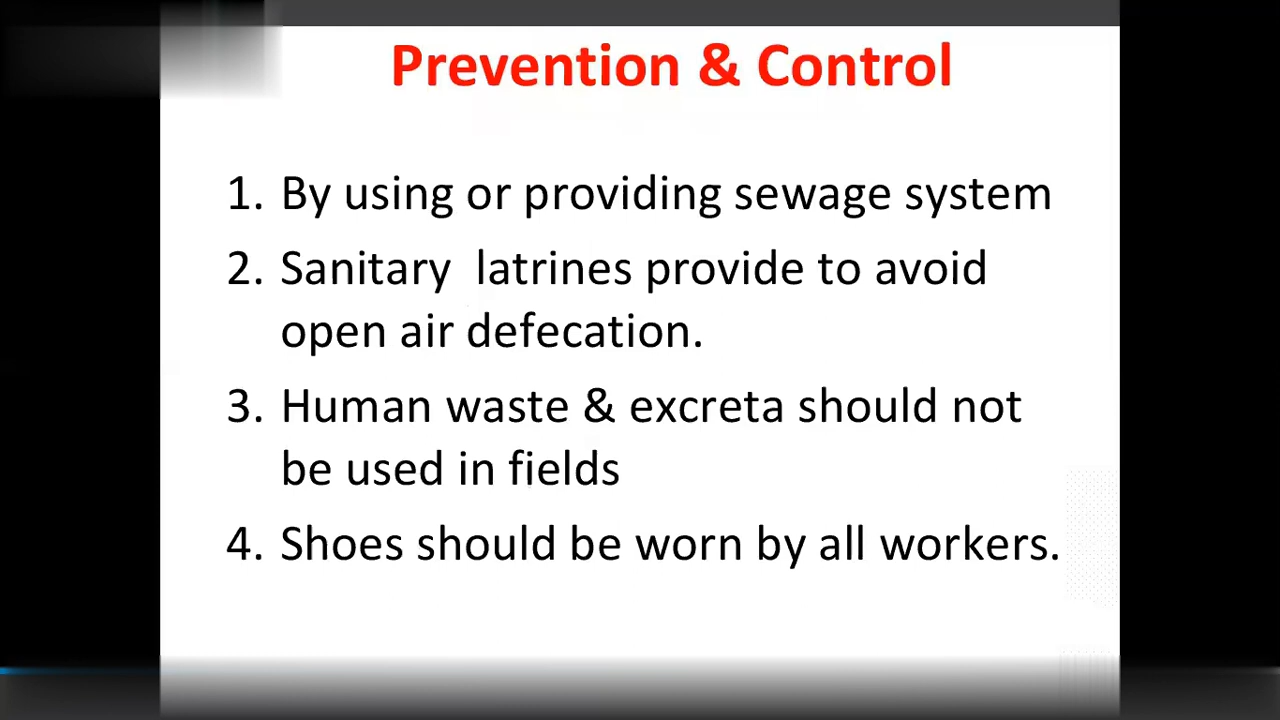 Prevention & Control
1. By using or providing sewage system
2. Sanitary latrines provide to avoid
open air defecation.
3. Human waste & excreta should not
be used in fields
4. Shoes should be worn by all workers.